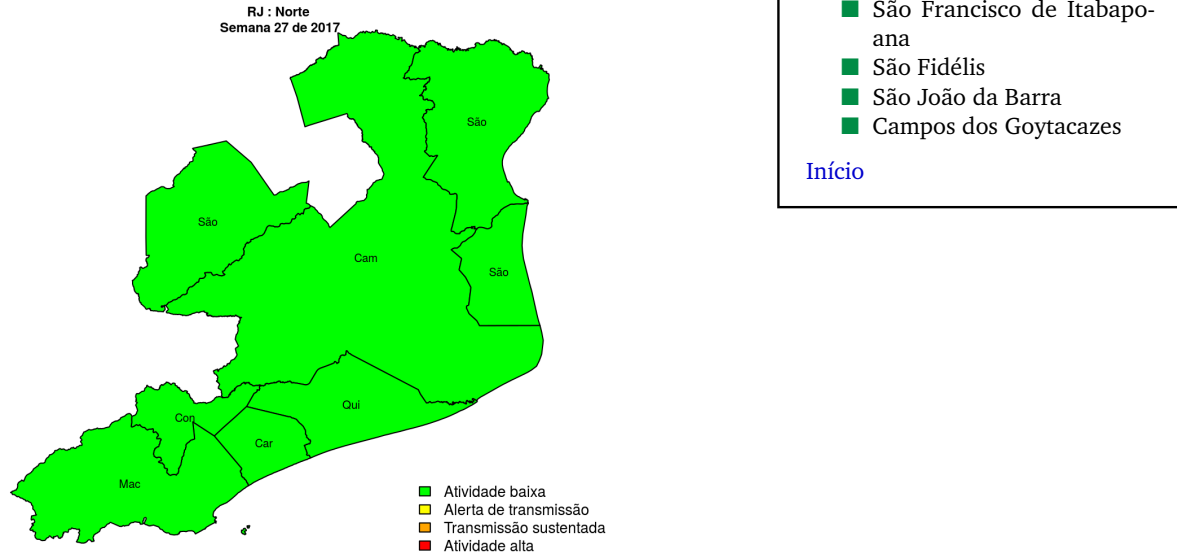 RJ : Norte
Semana 27 de 2017
São
São
Cam
São
Qui
Con
Car
Mac
Atividade baixa
Alerta de transmissão
Transmissão sustentada
Atividade alta
São Francisco de Itabapo-
ana
São Fidélis
São João da Barra
Campos dos Goytacazes
Início